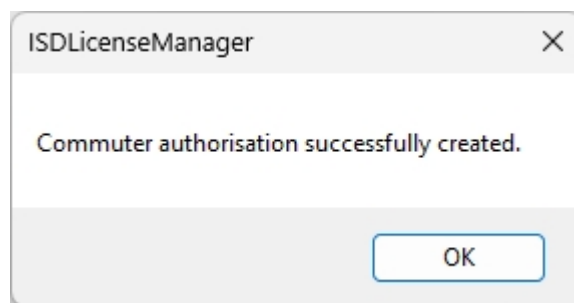 ISDLicenseManager
Commuter authorisation successfully created.
OK